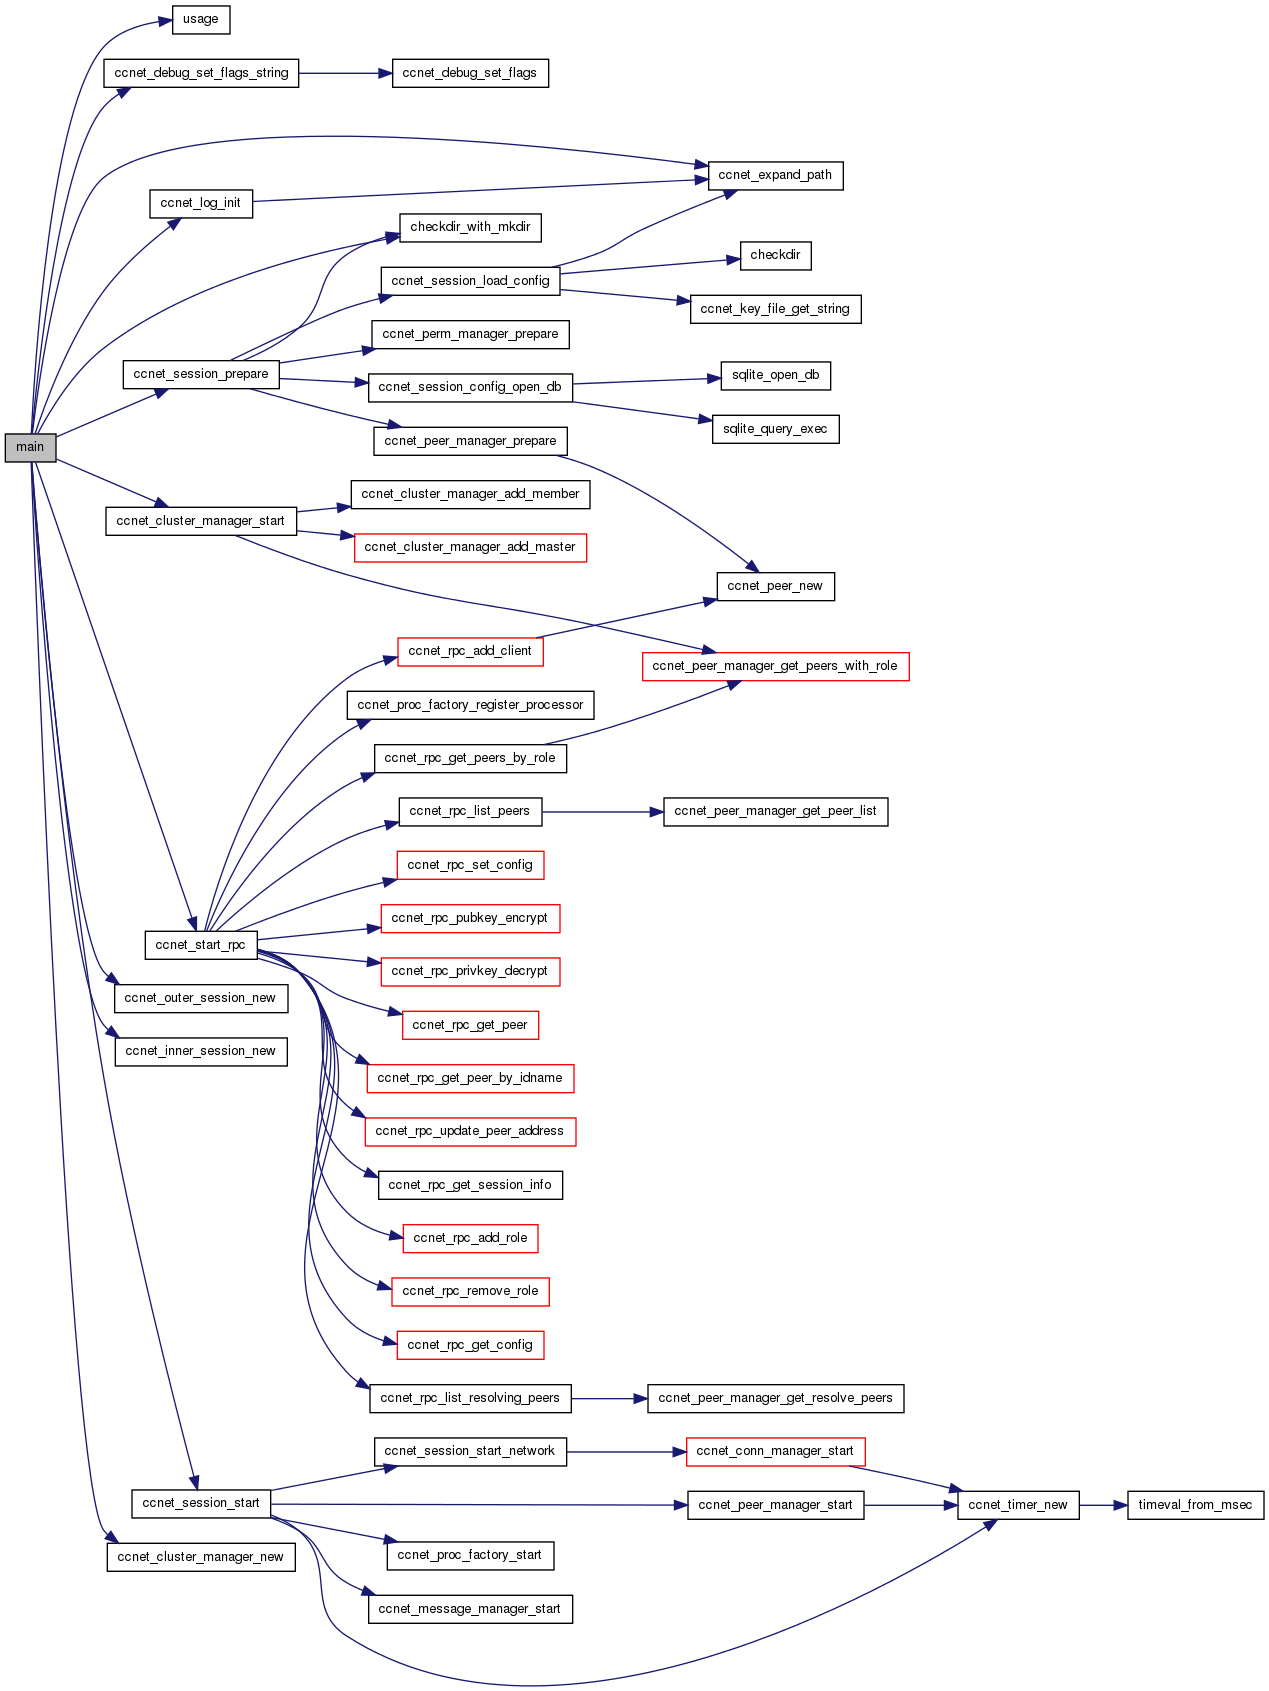 usage
ccnet_debug_set_flags_string
ccnet_debug_set_flags
ccnet_expand_path
ccnet_log_init
checkdir_with_mkdir
checkdir
ccnet_session_load_config
ccnet_key_file_get_string
ccnet_perm_manager_prepare
ccnet_session_prepare
sqlite_open_db
ccnet_session_config_open_db
sqlite_query_exec
ccnet_peer_manager_prepare
main
ccnet_cluster_manager_add_member
ccnet_cluster_manager_start
ccnet_cluster_manager_add_master
ccnet_peer_new
ccnet_rpc_add_client
ccnet_peer_manager_get_peers_with_role
ccnet_proc_factory_register_processor
ccnet_rpc_get_peers_by_role
ccnet_rpc_list_peers
ccnet_peer_manager_get_peer_list
ccnet_rpc_set_config
ccnet_rpc_pubkey_encrypt
ccnet_start_rpc
ccnet_rpc_privkey_decrypt
ccnet_outer_session_new
ccnet_rpc_get_peer
ccnet_inner_session_new
ccnet_rpc_get_peer_by_idname
ccnet_rpc_update_peer_address
ccnet_rpc_get_session_info
ccnet_rpc_add_role
ccnet_rpc_remove_role
ccnet_rpc_get_config
ccnet_rpc_list_resolving_peers
ccnet_peer_manager_get_resolve_peers
ccnet_session_start_network
ccnet_conn_manager_start
ccnet_session_start
ccnet_peer_manager_start
ccnet_timer_new
timeval_from_msec
ccnet_cluster_manager_new
ccnet_proc_factory_start
ccnet_message_manager_start